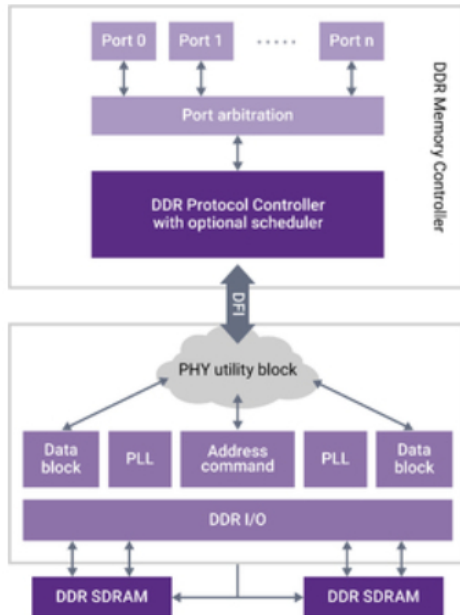 Port 0
Port 1
Port n
Port arbitration
DDR Protocol Controller
with optional scheduler
DDR Memory Controller
DFI
PHY utility block
Data
block
PLL
Address
command
PLL
Data
block
DDR I/O
DDR SDRAM
DDR SDRAM